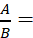 A/B =